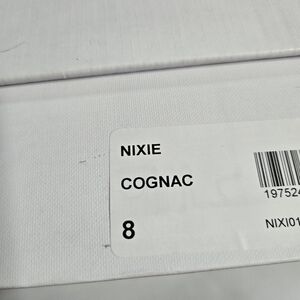 NIXIE
COGNAC
197524
8
NIXI01